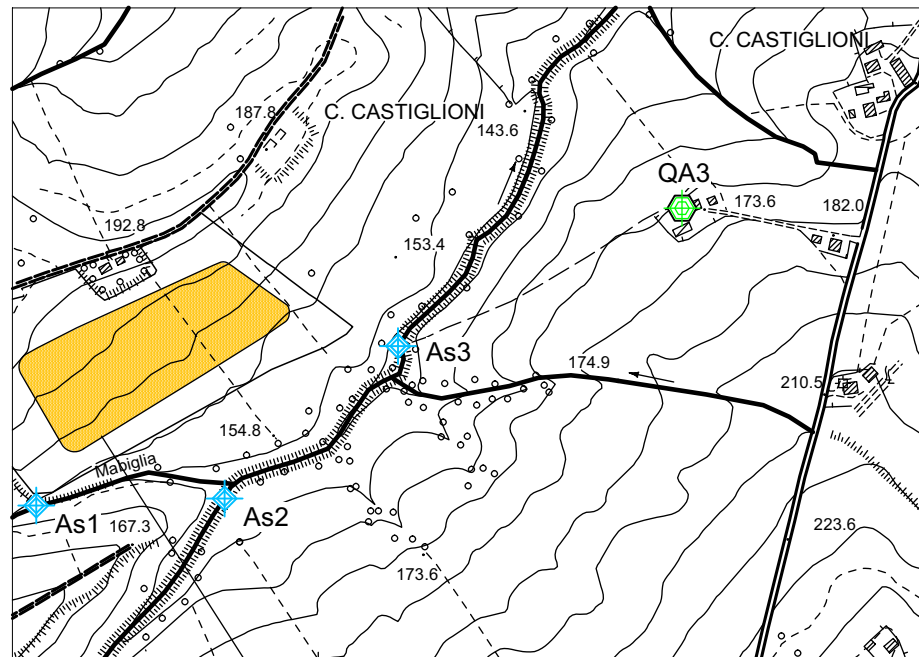 C. CASTIGLIONI
187.8
C. CASTIGLIONI
143.6
QA3
173.6
182.0
192.8
153.4
As3
174.9
210.5
154.8
Mabiglia
As1
167.3
As2
223.6
173.6